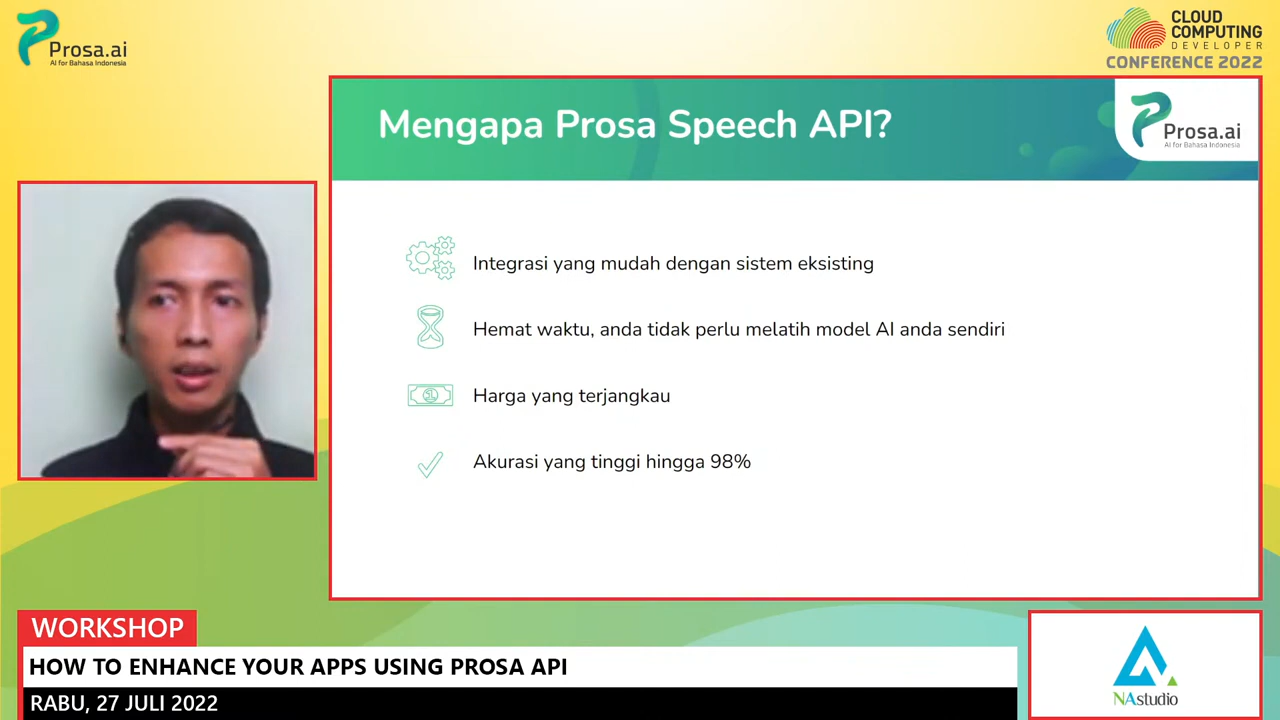 Prosa.ai
AI for Bahasa Indonesia
CLOUD
COMPUTING
DEVELOPER
CONFERENCE 2022
Mengapa Prosa Speech API?
Prosa.ai
AI for Bahasa Indonesia
Integrasi yang mudah dengan sistem eksisting
Hemat waktu, anda tidak perlu melatih model AI anda sendiri
Harga yang terjangkau
Akurasi yang tinggi hingga 98%
WORKSHOP
HOW TO ENHANCE YOUR APPS USING PROSA API
RABU, 27 JULI 2022
NAstudio